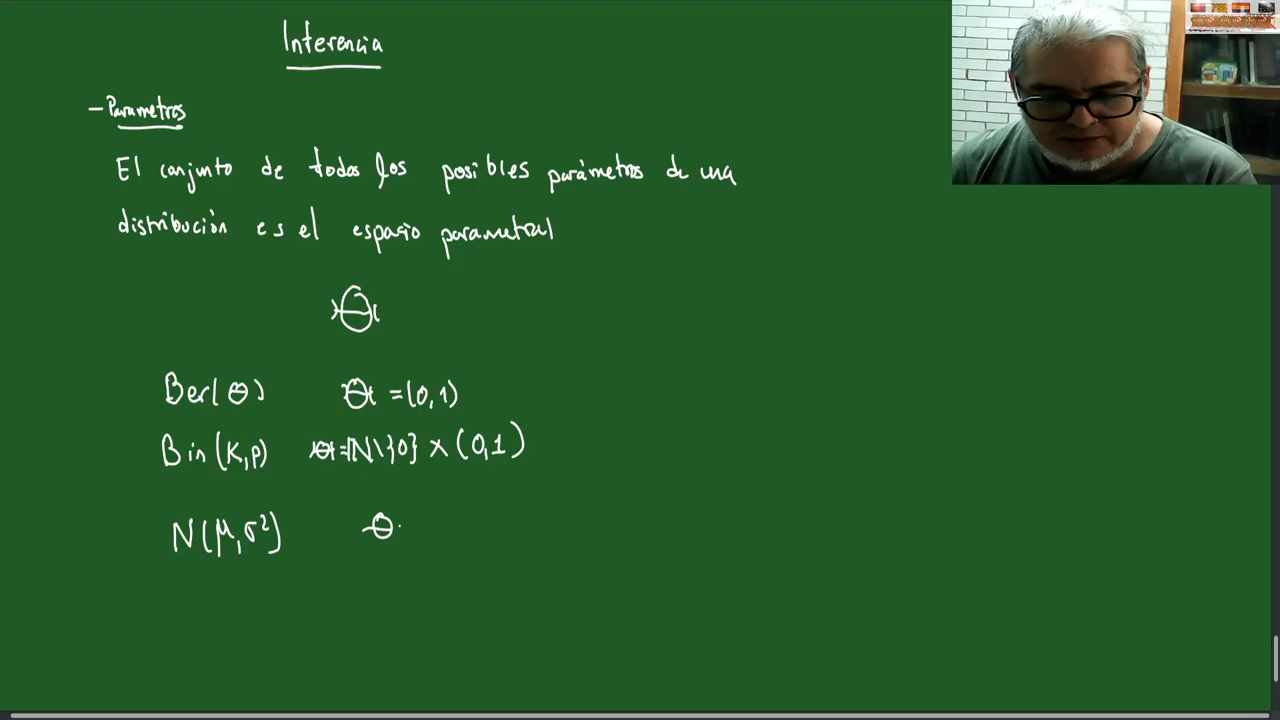 Inferencia
- Parametros
El conjunto de todos los posibles parámetros de una
distribución es el espacio parametral
Θ
Ber(θ) Θ = (0,1)
Bin(K,p) Θ=ℕ\{0} × (0,1)
N(μ,σ²) Θ